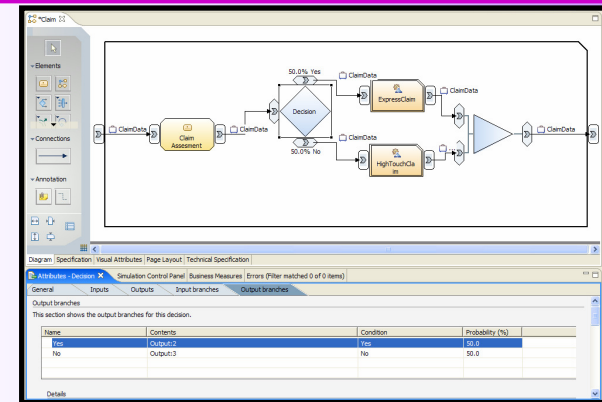 *Claim
Elements
Connections
Annotation
ClaimData
Claim
Assesment
ClaimData
50.0% Yes
Decision
50.0% No
ClaimData
ExpressClaim
ClaimData
ClaimData
HighTouchCla
im
ClaimData
Diagram Specification Visual Attributes Page Layout Technical Specification
Attributes - Decision Simulation Control Panel Business Measures Errors (Filter matched 0 of 0 items)
General Inputs Outputs Input branches Output branches
Output branches
This section shows the output branches for this decision.
Name Contents Condition Probability (%)
Yes Output:2 Yes 50.0
No Output:3 No 50.0
Details